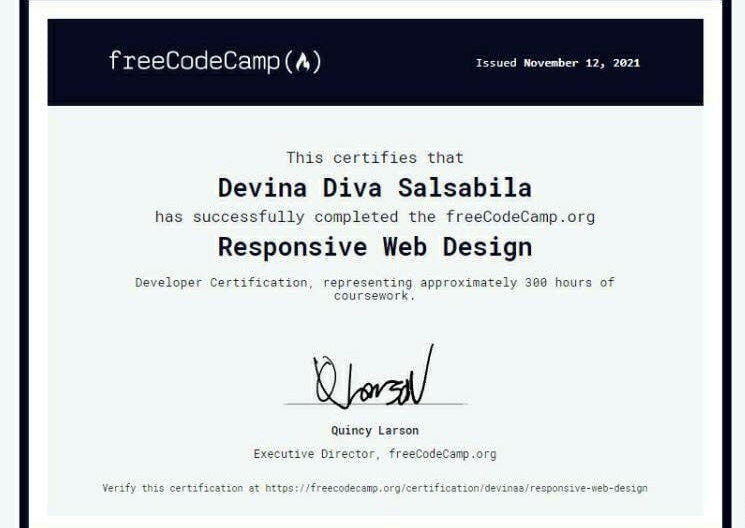 freeCodeCamp
Issued November 12, 2021
This certifies that
Devina Diva Salsabila
has successfully completed the freeCodeCamp.org
Responsive Web Design
Developer Certification, representing approximately 300 hours of
coursework.
Q Larson
Quincy Larson
Executive Director, freeCodeCamp.org
Verify this certification at https://freecodecamp.org/certification/devinaa/responsive-web-design